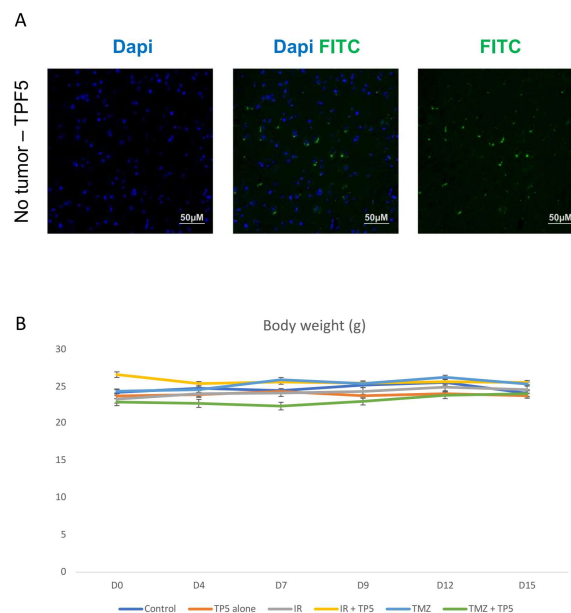 A
Dapi
Dapi FITC
FITC
No tumor – TPF5
50µM
50µM
50µM
B
Body weight (g)
30
25
20
15
10
5
0
D0 D4 D7 D9 D12 D15
Control TP5 alone IR IR + TP5 TMZ TMZ + TP5